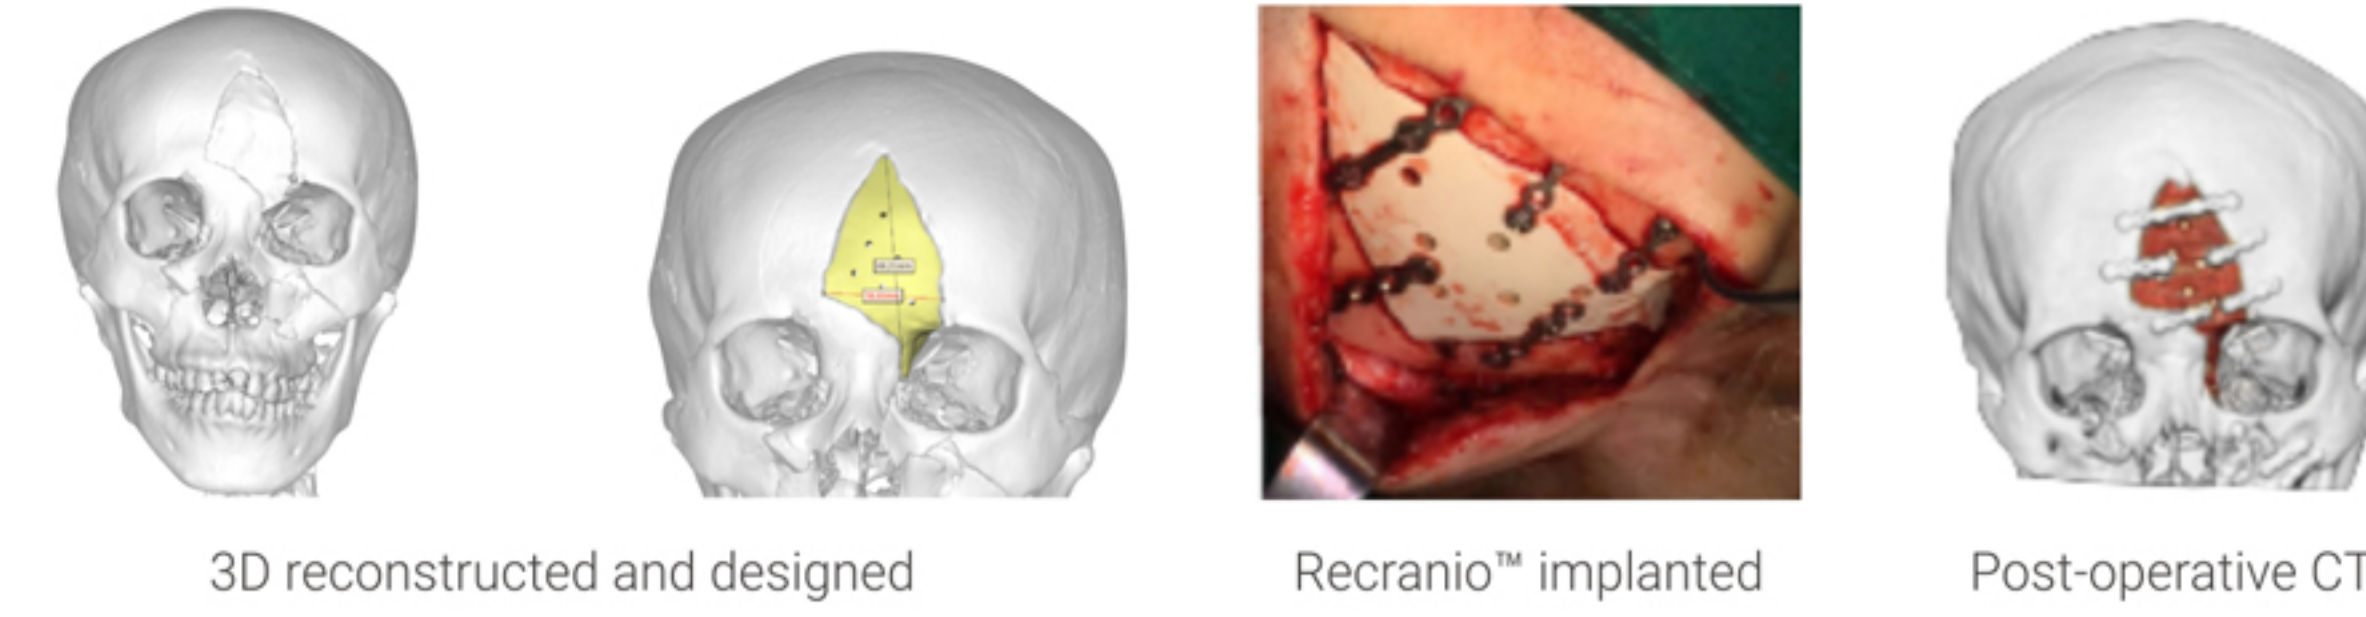 3D reconstructed and designed
Recranio™ implanted
Post-operative CT